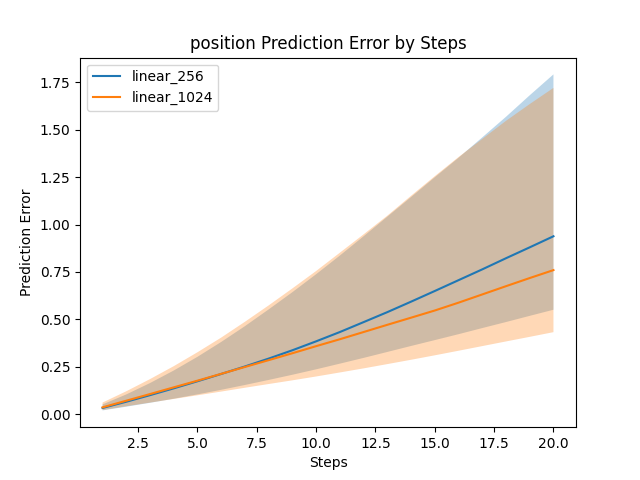 position Prediction Error by Steps
linear_256
linear_1024
Prediction Error
1.75
1.50
1.25
1.00
0.75
0.50
0.25
0.00
2.5 5.0 7.5 10.0 12.5 15.0 17.5 20.0
Steps